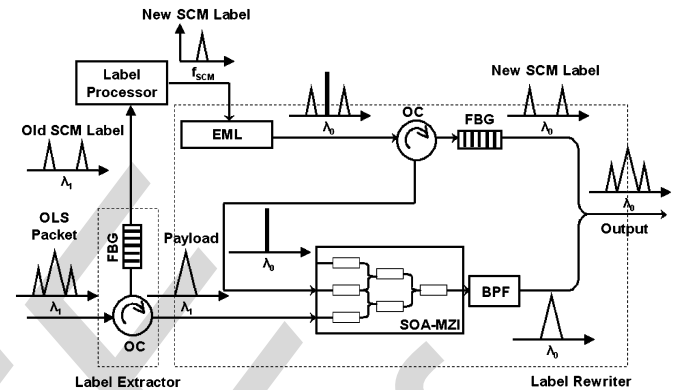 New SCM Label
f_SCM
Label
Processor
New SCM Label
OC
FBG
EML
λ₀
λ₀
Old SCM Label
λ₁
λ₀
Output
OLS
Packet
FBG
Payload
λ₀
λ₁
λ₁
OC
SOA-MZI
BPF
λ₀
Label Extractor
Label Rewriter